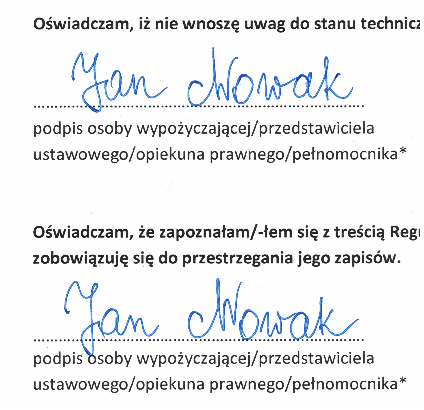 Oświadczam, iż nie wnoszę uwag do stanu technicz
Jan Nowak
podpis osoby wypożyczającej/przedstawiciela
ustawowego/opiekuna prawnego/pełnomocnika*
Oświadczam, że zapoznałam/-łem się z treścią Reg
zobowiązuję się do przestrzegania jego zapisów.
Jan Nowak
podpis osoby wypożyczającej/przedstawiciela
ustawowego/opiekuna prawnego/pełnomocnika*